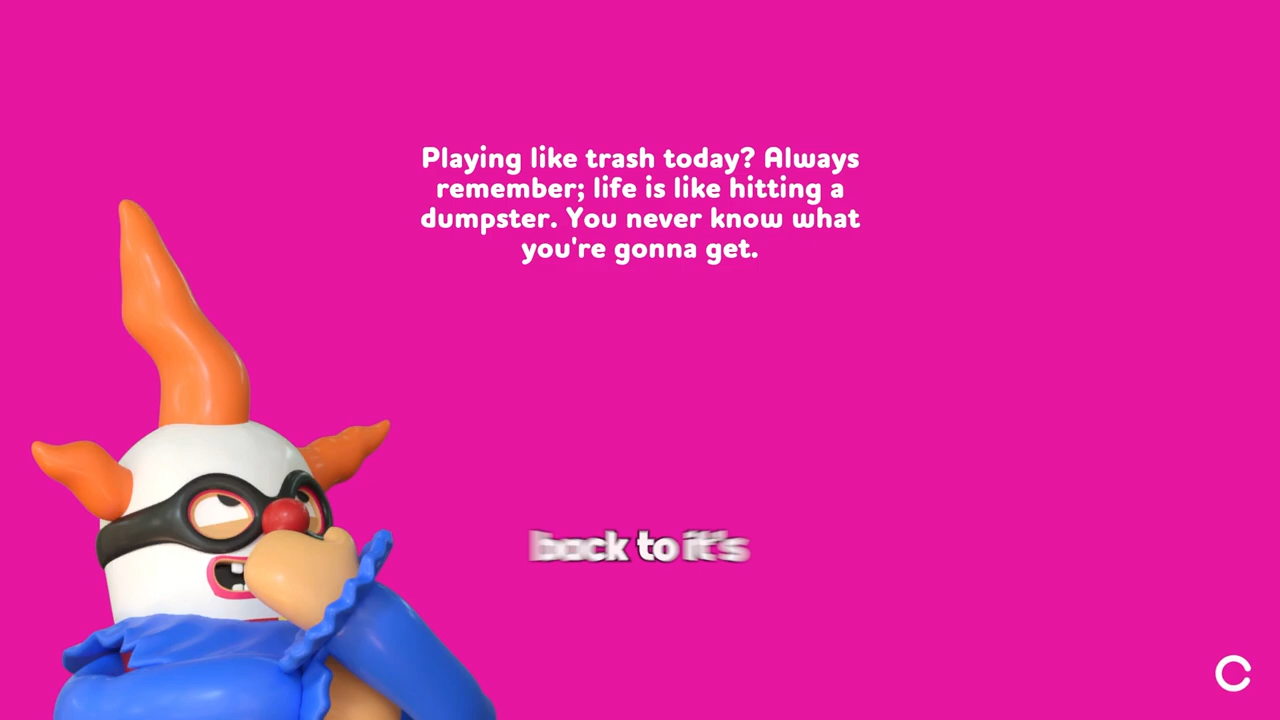 Playing like trash today? Always
remember; life is like hitting a
dumpster. You never know what
you're gonna get.
back to it's